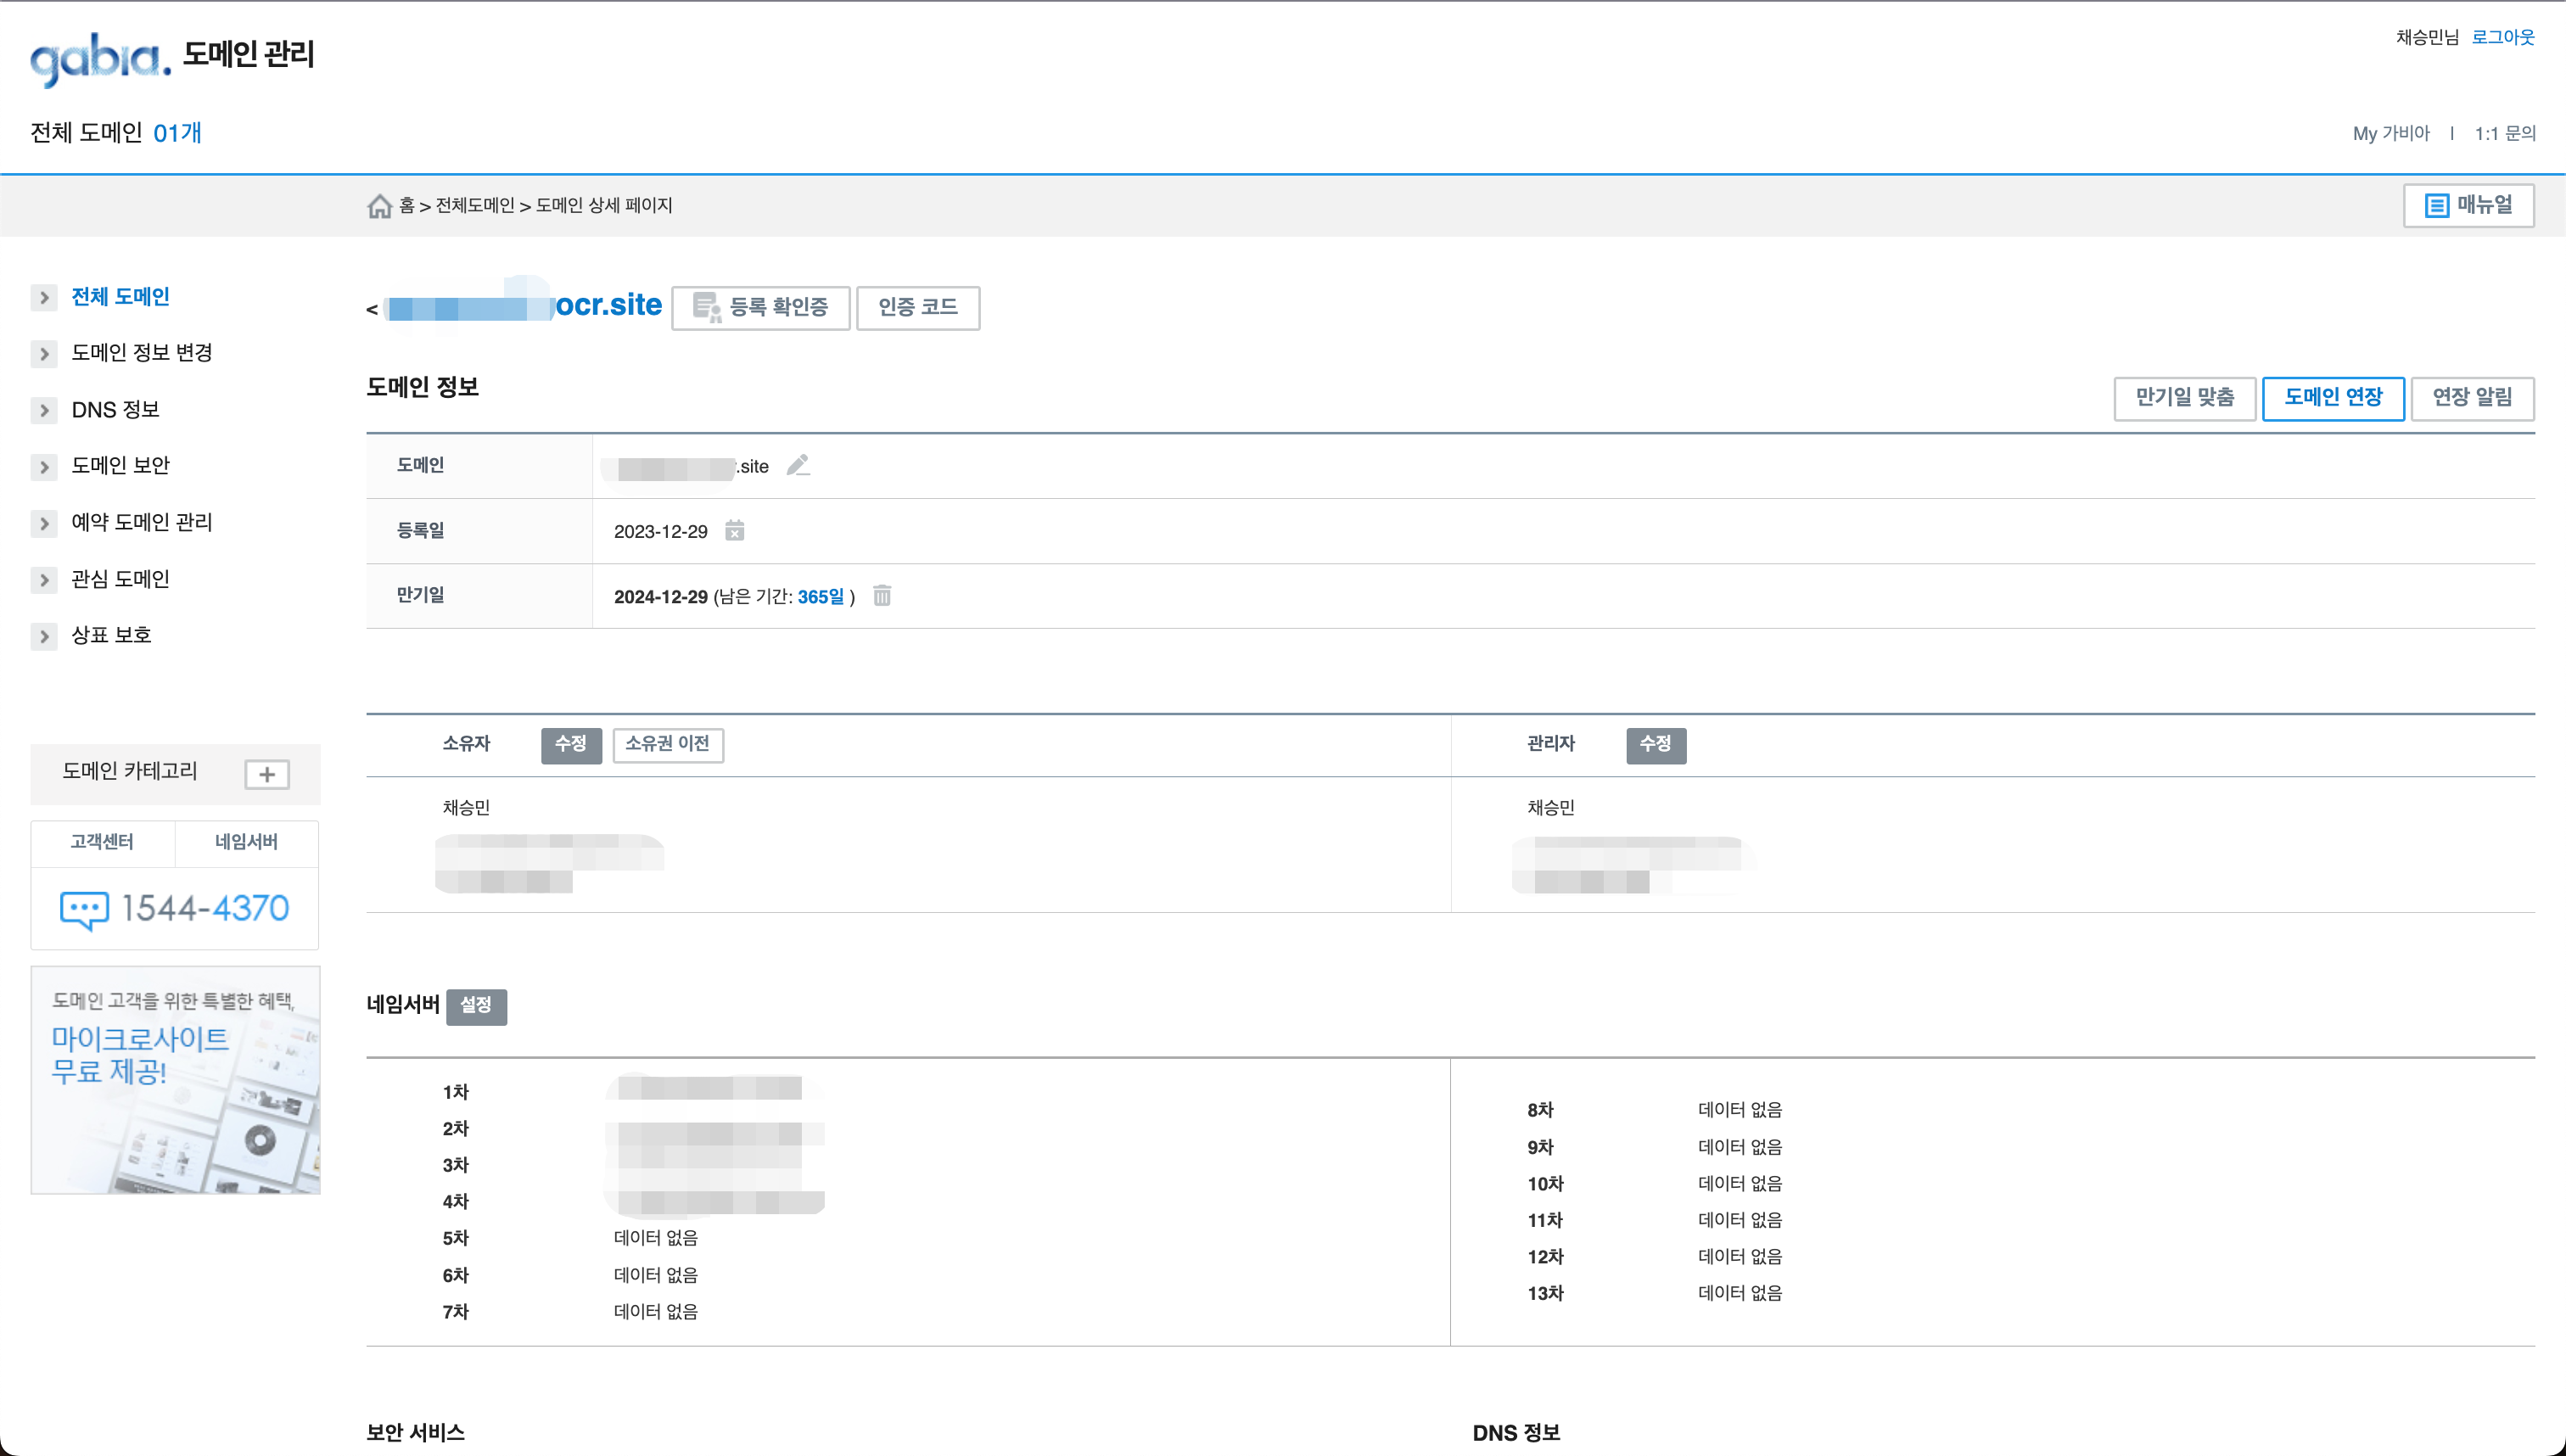 gabia. 도메인 관리
채승민님 로그아웃
전체 도메인 01개
My 가비아 | 1:1 문의
홈 > 전체도메인 > 도메인 상세 페이지
매뉴얼
전체 도메인
도메인 정보 변경
DNS 정보
도메인 보안
예약 도메인 관리
관심 도메인
상표 보호
도메인 카테고리 +
고객센터 네임서버
1544-4370
도메인 고객을 위한 특별한 혜택,
마이크로사이트
무료 제공!
< ocr.site 등록 확인증 인증 코드
도메인 정보
만기일 맞춤 도메인 연장 연장 알림
도메인 .site
등록일 2023-12-29
만기일 2024-12-29 (남은 기간: 365일 )
소유자 수정 소유권 이전
채승민
관리자 수정
채승민
네임서버 설정
1차
2차
3차
4차
5차 데이터 없음
6차 데이터 없음
7차 데이터 없음
8차 데이터 없음
9차 데이터 없음
10차 데이터 없음
11차 데이터 없음
12차 데이터 없음
13차 데이터 없음
보안 서비스
DNS 정보